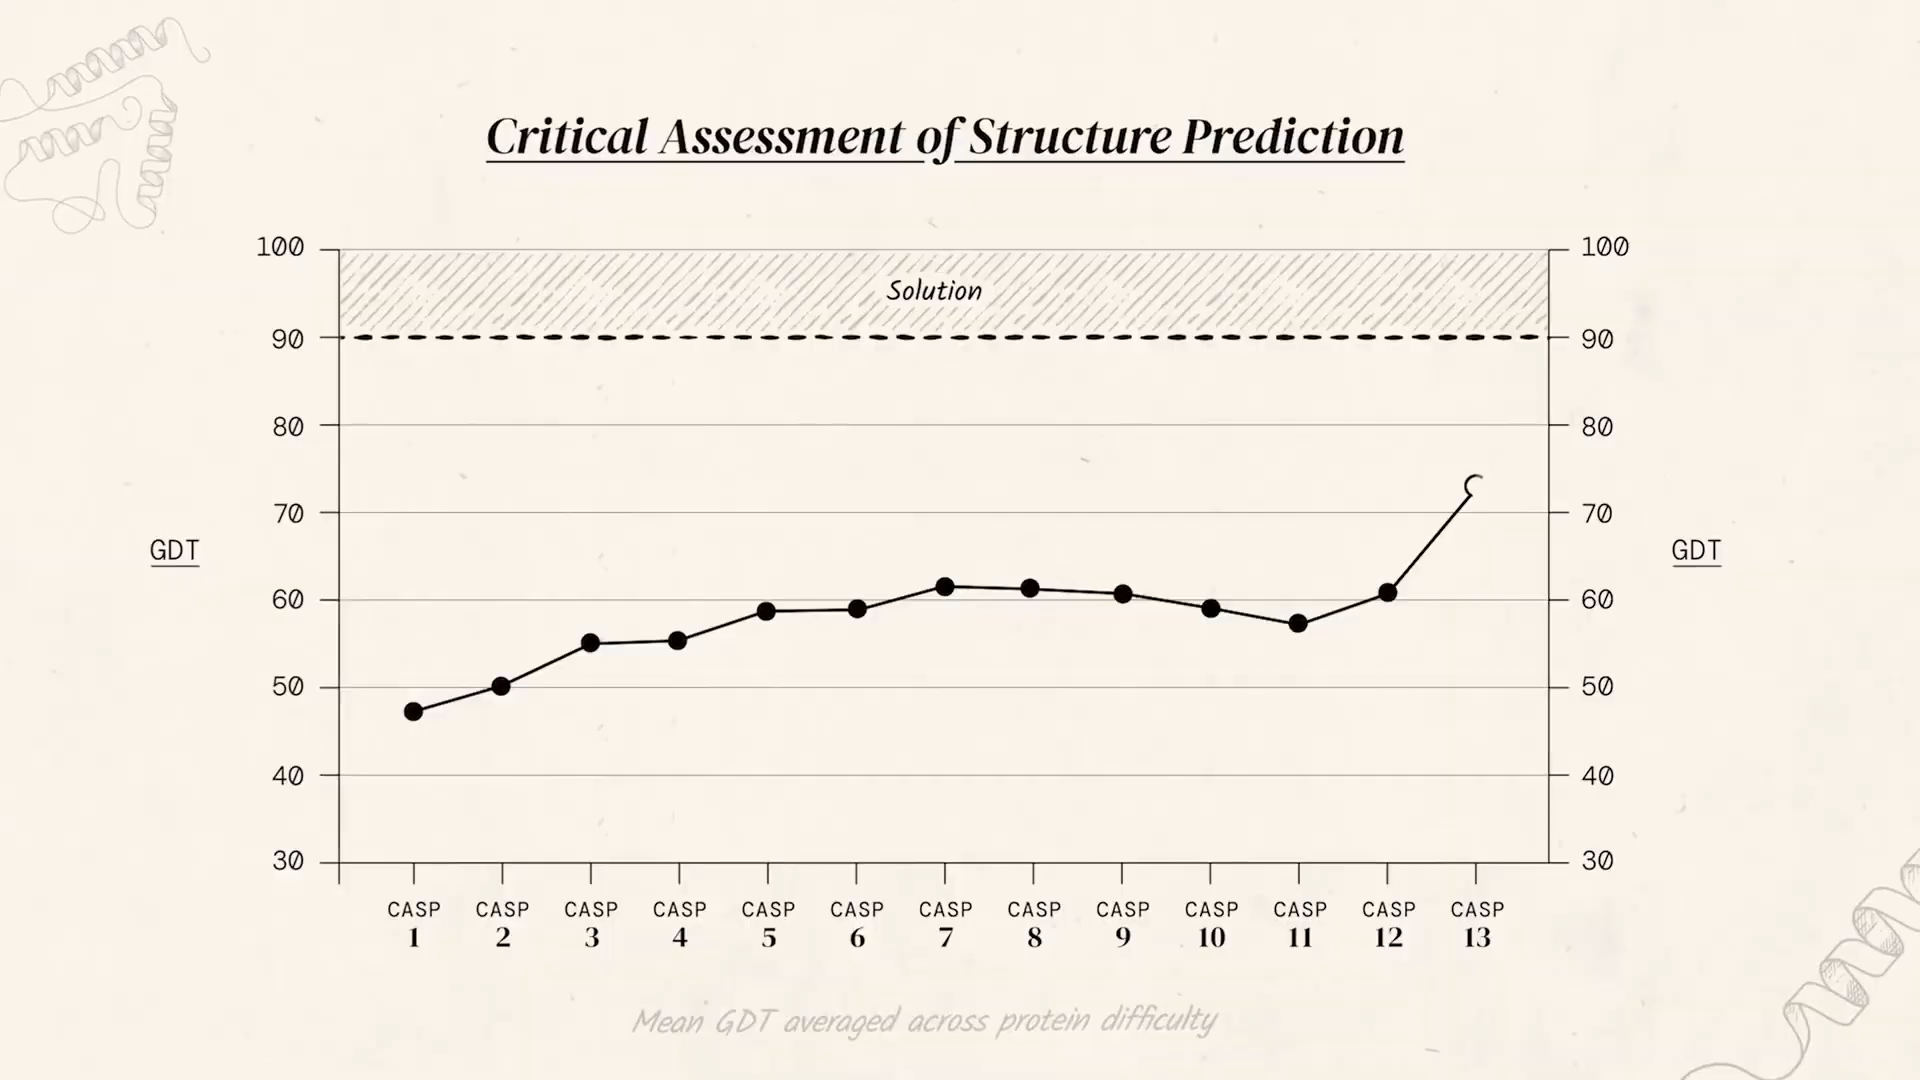 Critical Assessment of Structure Prediction
100 100
Solution
90 90
80 80
70 70
GDT GDT
60 60
50 50
40 40
30 30
CASP CASP CASP CASP CASP CASP CASP CASP CASP CASP CASP CASP CASP
1 2 3 4 5 6 7 8 9 10 11 12 13
Mean GDT averaged across protein difficulty